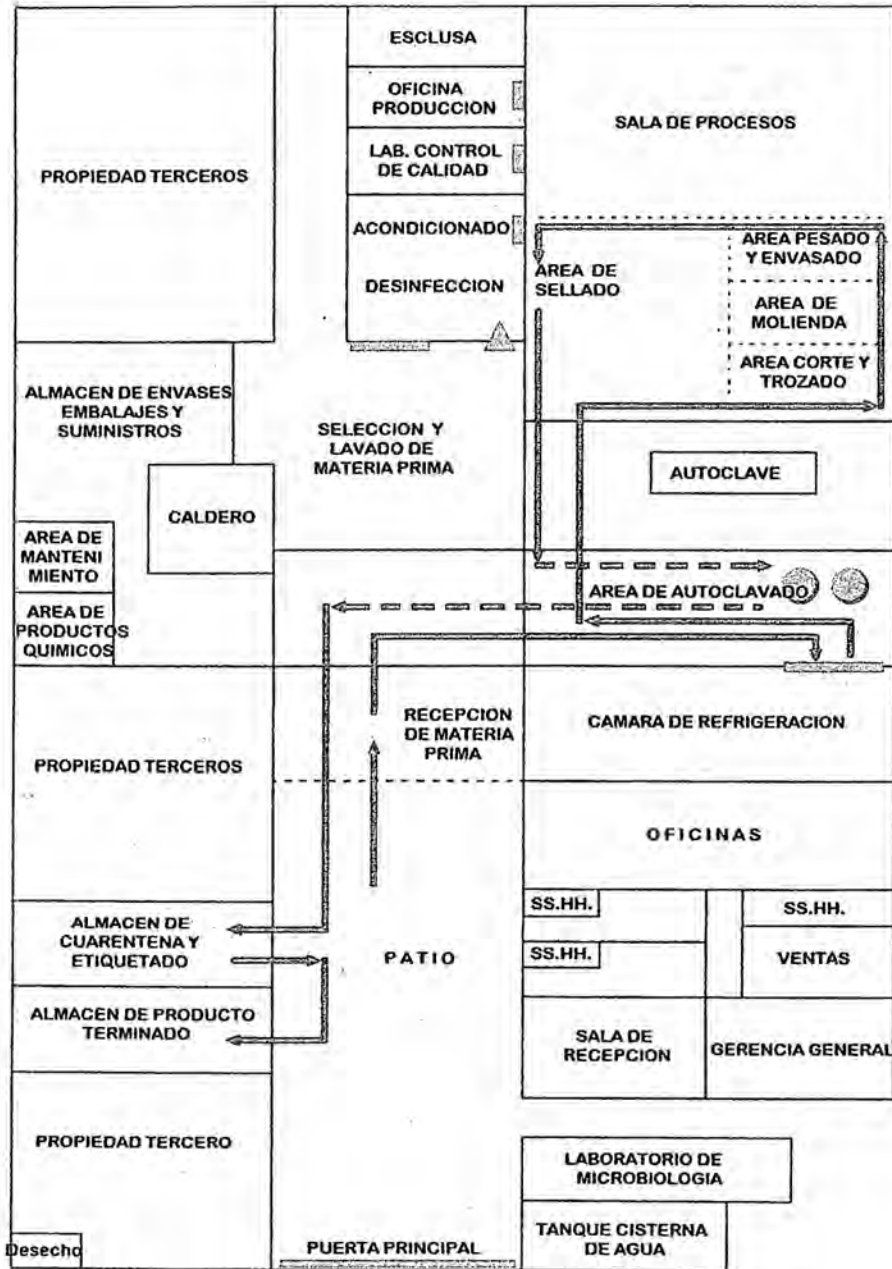 ESCLUSA
OFICINA
PRODUCCION
LAB. CONTROL
DE CALIDAD
ACONDICIONADO
DESINFECCION
SALA DE PROCESOS
PROPIEDAD TERCEROS
AREA PESADO
Y ENVASADO
AREA DE
SELLADO
AREA DE
MOLIENDA
AREA CORTE Y
TROZADO
ALMACEN DE ENVASES
EMBALAJES Y
SUMINISTROS
SELECCION Y
LAVADO DE
MATERIA PRIMA
AUTOCLAVE
CALDERO
AREA DE
MANTENI
MIENTO
AREA DE
PRODUCTOS
QUIMICOS
AREA DE AUTOCLAVADO
RECEPCION
DE MATERIA
PRIMA
CAMARA DE REFRIGERACION
PROPIEDAD TERCEROS
OFICINAS
SS.HH.
SS.HH.
SS.HH.
VENTAS
ALMACEN DE
CUARENTENA Y
ETIQUETADO
PATIO
ALMACEN DE PRODUCTO
TERMINADO
SALA DE
RECEPCION
GERENCIA GENERAL
PROPIEDAD TERCERO
LABORATORIO DE
MICROBIOLOGIA
TANQUE CISTERNA
DE AGUA
Desecho
PUERTA PRINCIPAL